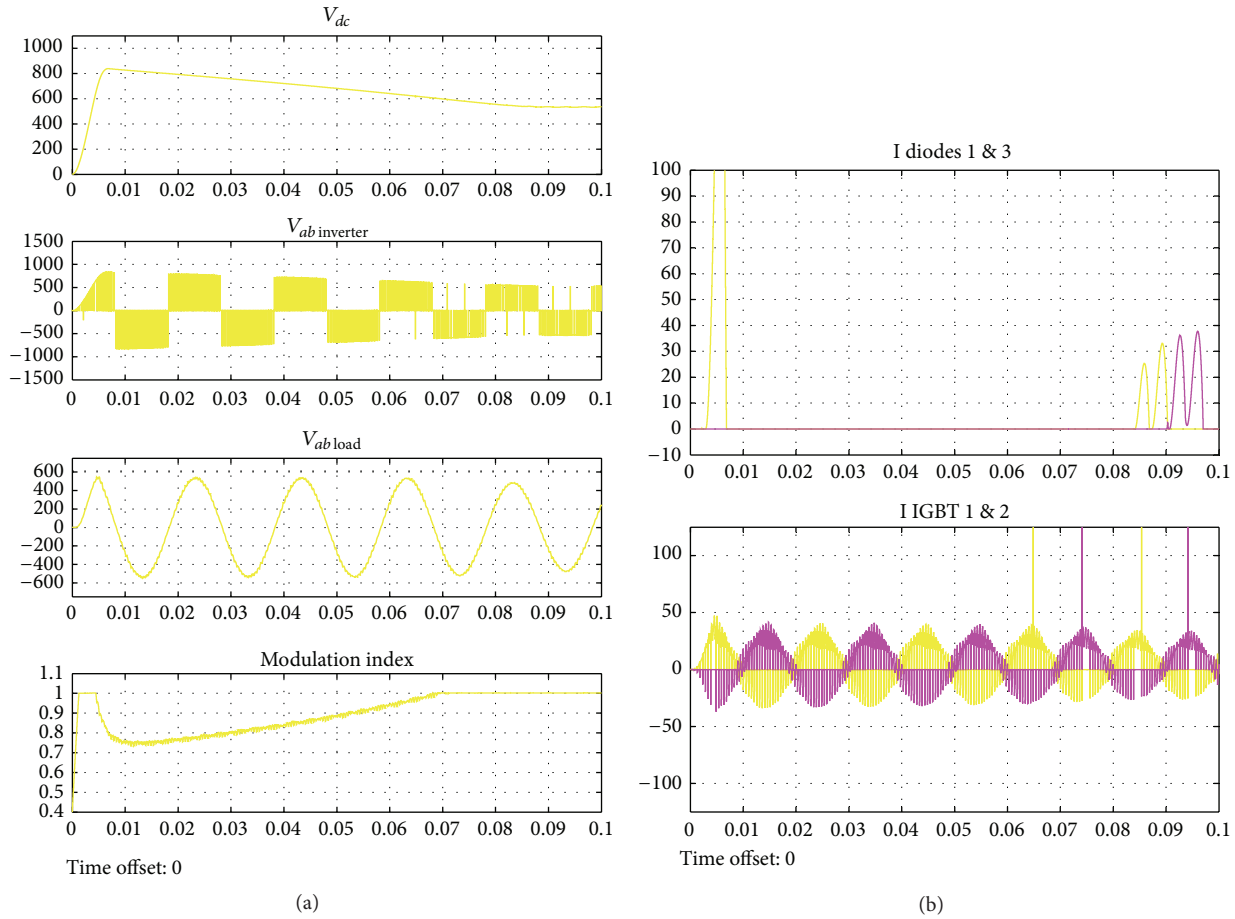 V_dc
1000
800
600
400
200
0
0 0.01 0.02 0.03 0.04 0.05 0.06 0.07 0.08 0.09 0.1
V_ab inverter
1500
1000
500
0
−500
−1000
−1500
0 0.01 0.02 0.03 0.04 0.05 0.06 0.07 0.08 0.09 0.1
V_ab load
600
400
200
0
−200
−400
−600
0 0.01 0.02 0.03 0.04 0.05 0.06 0.07 0.08 0.09 0.1
Modulation index
1.1
1
0.9
0.8
0.7
0.6
0.5
0.4
0 0.01 0.02 0.03 0.04 0.05 0.06 0.07 0.08 0.09 0.1
Time offset: 0
(a)
I diodes 1 & 3
100
90
80
70
60
50
40
30
20
10
0
−10
0 0.01 0.02 0.03 0.04 0.05 0.06 0.07 0.08 0.09 0.1
I IGBT 1 & 2
100
50
0
−50
−100
0 0.01 0.02 0.03 0.04 0.05 0.06 0.07 0.08 0.09 0.1
Time offset: 0
(b)